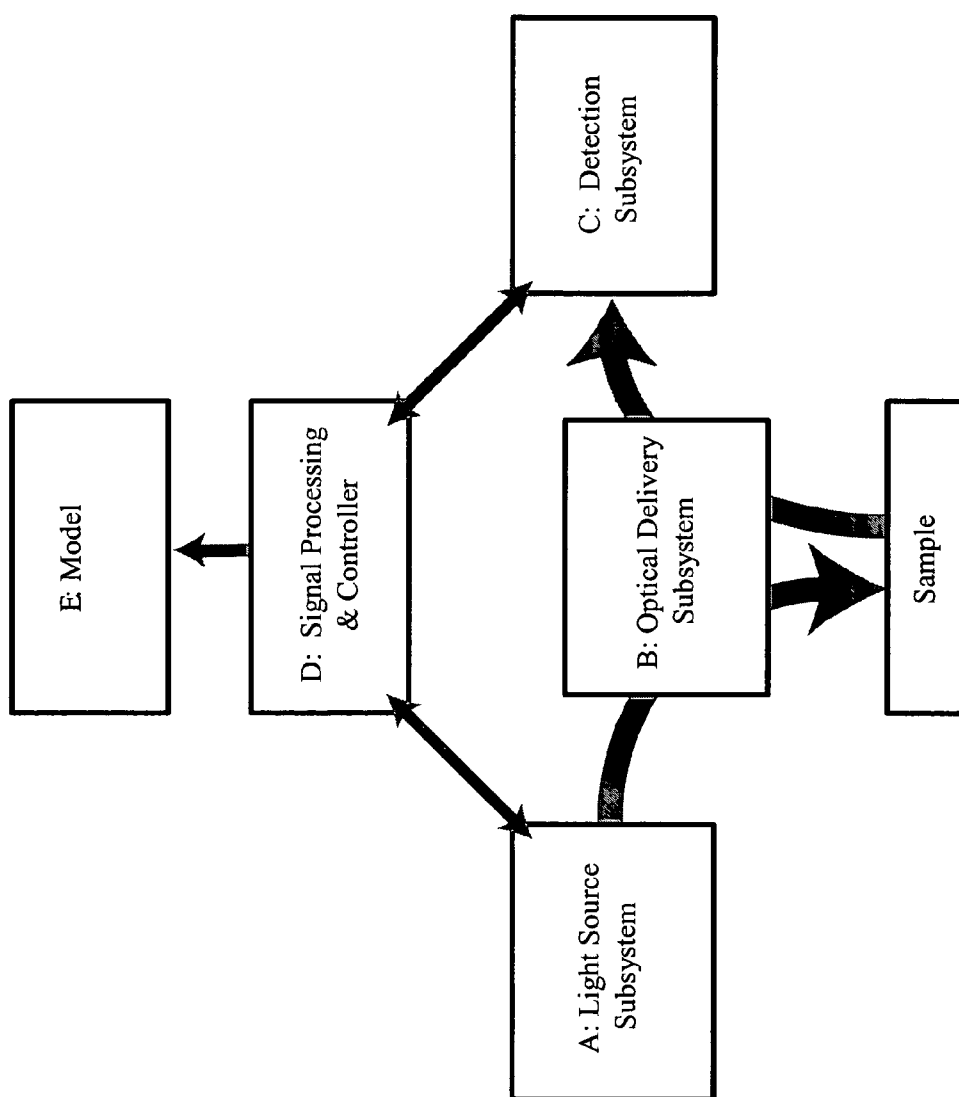 E: Model
D: Signal Processing
& Controller
A: Light Source
Subsystem
B: Optical Delivery
Subsystem
C: Detection
Subsystem
Sample